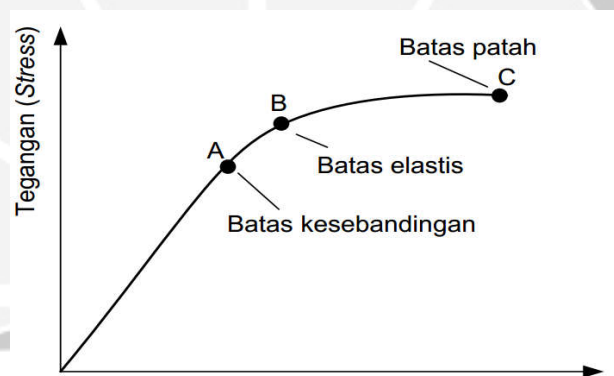 Tegangan (Stress)
Batas patah
C
B
A
Batas elastis
Batas kesebandingan